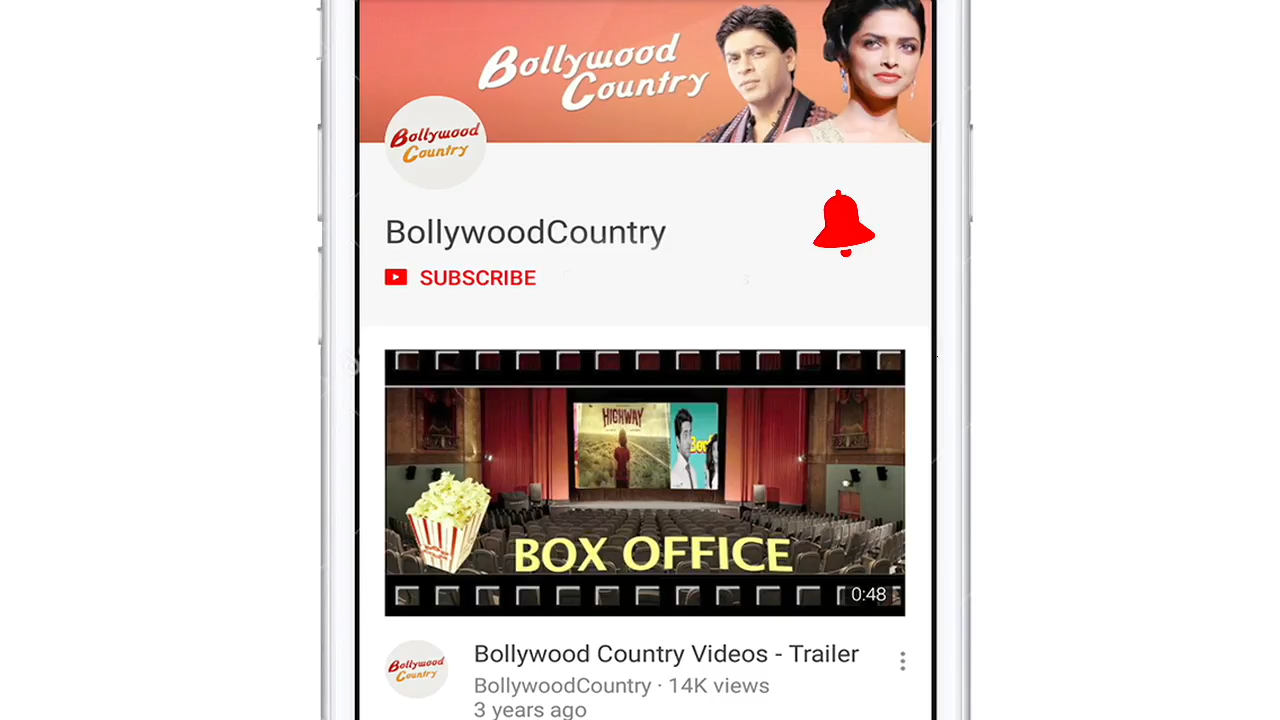 Bollywood
Country
Bollywood
Country
BollywoodCountry
SUBSCRIBE
HIGHWAY
BOX OFFICE
0:48
Bollywood
Country
Bollywood Country Videos - Trailer
BollywoodCountry · 14K views
3 years ago